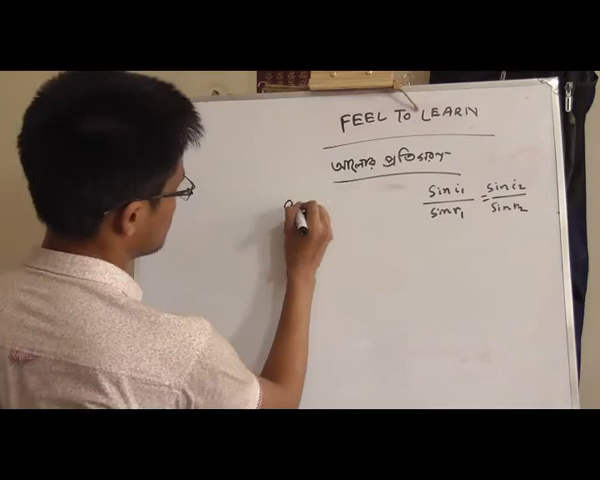 FEEL TO LEARN
আলোর প্রতিসরণ-
sin i₁ / sin r₁ = sin i₂ / sin r₂